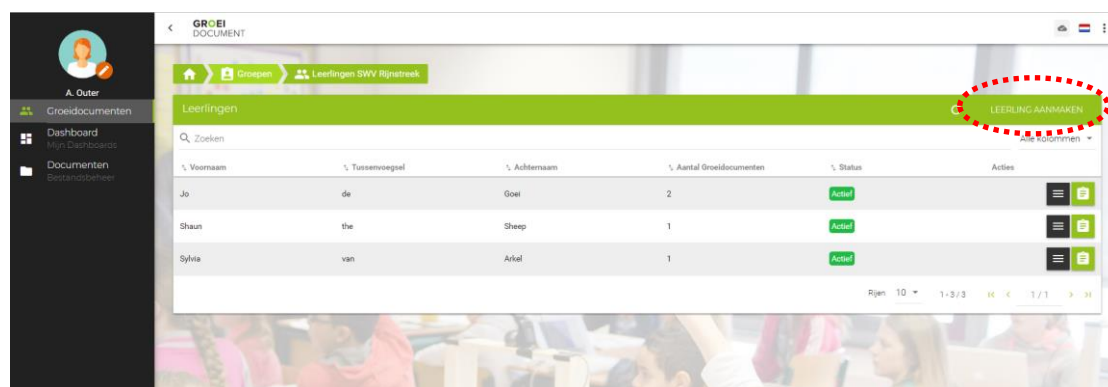 GROEI
DOCUMENT
A. Outer
Groeidocumenten
Dashboard
Mijn Dashboards
Documenten
Bestandsbeheer
Groepen
Leerlingen SWV Rijnstreek
Leerlingen
LEERLING AANMAKEN
Zoeken
Alle kolommen
Voornaam Tussenvoegsel Achternaam Aantal Groeidocumenten Status Acties
Jo de Goei 2 Actief
Shaun the Sheep 1 Actief
Sylvia van Arkel 1 Actief
Rijen 10 1-3/3 1/1